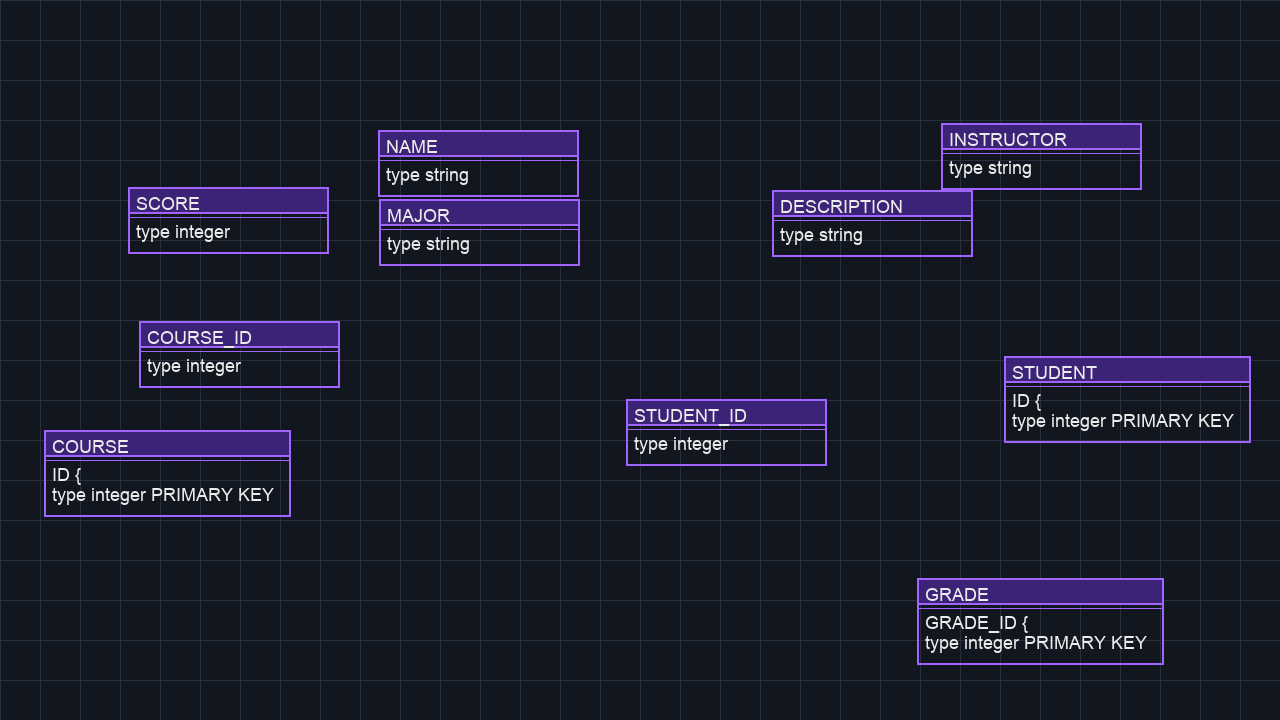 INSTRUCTOR
type string
NAME
type string
SCORE
type integer
DESCRIPTION
type string
MAJOR
type string
COURSE_ID
type integer
STUDENT
ID {
type integer PRIMARY KEY
STUDENT_ID
type integer
COURSE
ID {
type integer PRIMARY KEY
GRADE
GRADE_ID {
type integer PRIMARY KEY